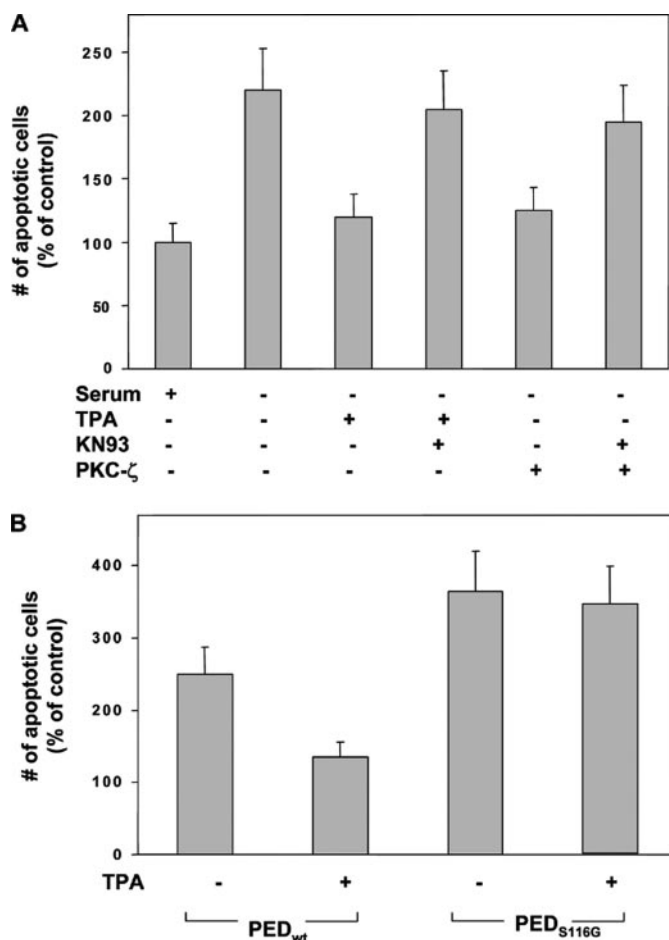 A
# of apoptotic cells
(% of control)
250
200
150
100
50
0
Serum + - - - - -
TPA - - + + - -
KN93 - - - + - +
PKC-ζ - - - - + +
B
# of apoptotic cells
(% of control)
400
300
200
100
0
TPA - + - +
PEDwt PEDS116G